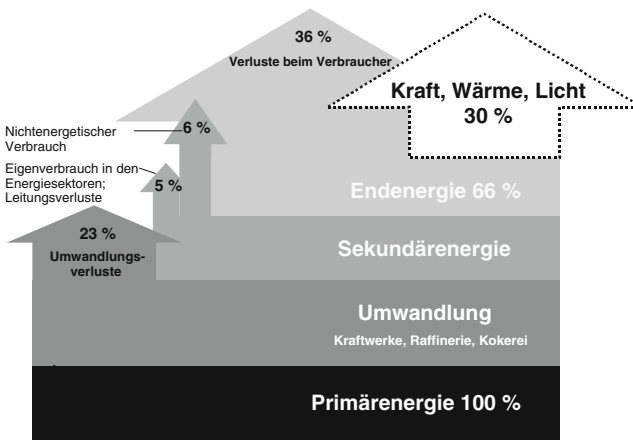 36 %
Verluste beim Verbraucher
Kraft, Wärme, Licht
30 %
Nichtenergetischer
Verbrauch
6 %
Eigenverbrauch in den
Energiesektoren;
Leitungsverluste
5 %
Endenergie 66 %
23 %
Umwandlungs-
verluste
Sekundärenergie
Umwandlung
Kraftwerke, Raffinerie, Kokerei
Primärenergie 100 %